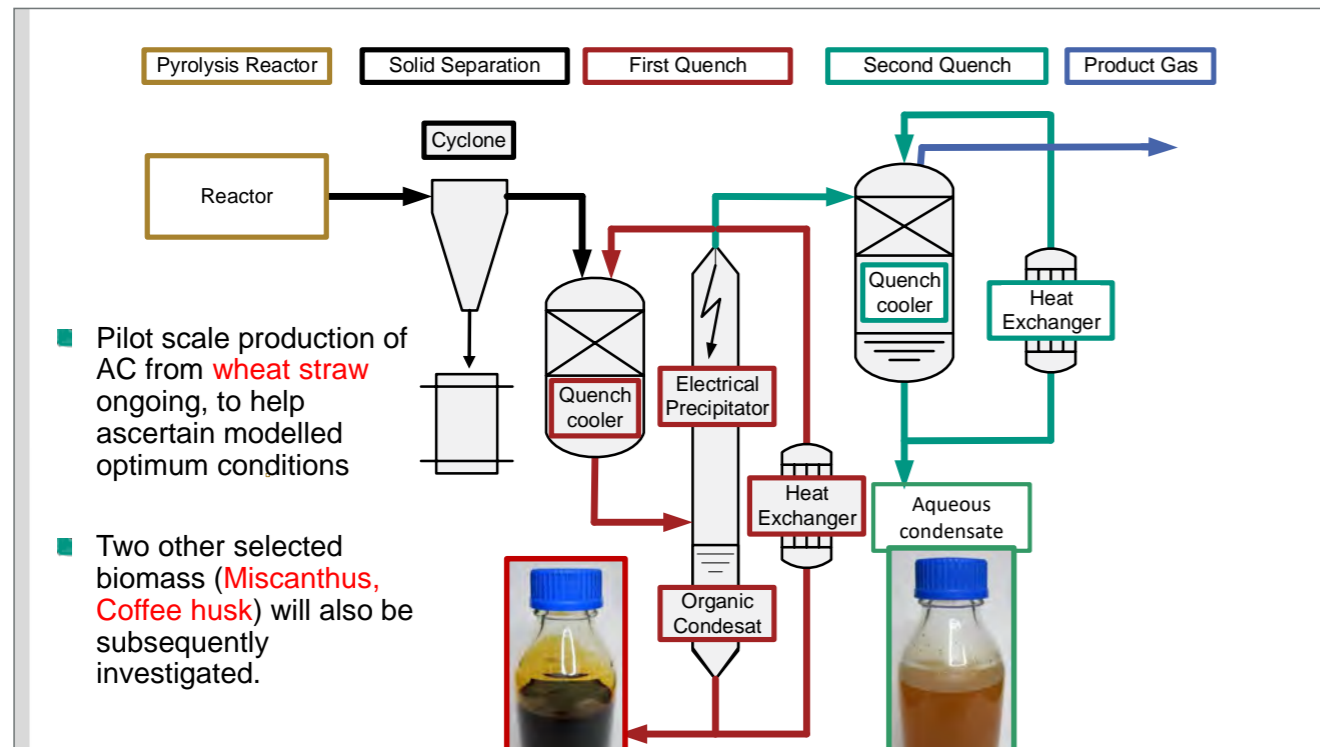 Pyrolysis Reactor
Solid Separation
First Quench
Second Quench
Product Gas
Cyclone
Reactor
Quench
cooler
Heat
Exchanger
Pilot scale production of
AC from wheat straw
ongoing, to help
ascertain modelled
optimum conditions
Quench
cooler
Electrical
Precipitator
Heat
Exchanger
Aqueous
condensate
Two other selected
biomass (Miscanthus,
Coffee husk) will also be
subsequently
investigated.
Organic
Condesat